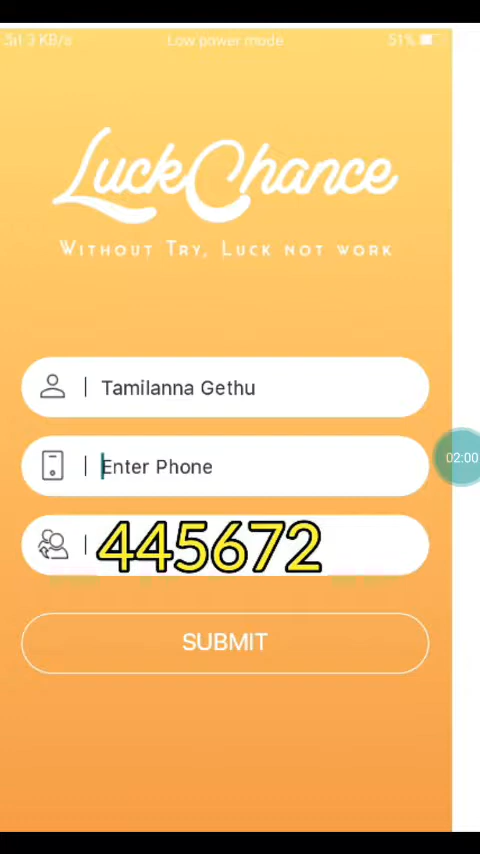 Low power mode
51%
LuckChance
WITHOUT TRY, LUCK NOT WORK
Tamilanna Gethu
Enter Phone
02:00
445672
SUBMIT